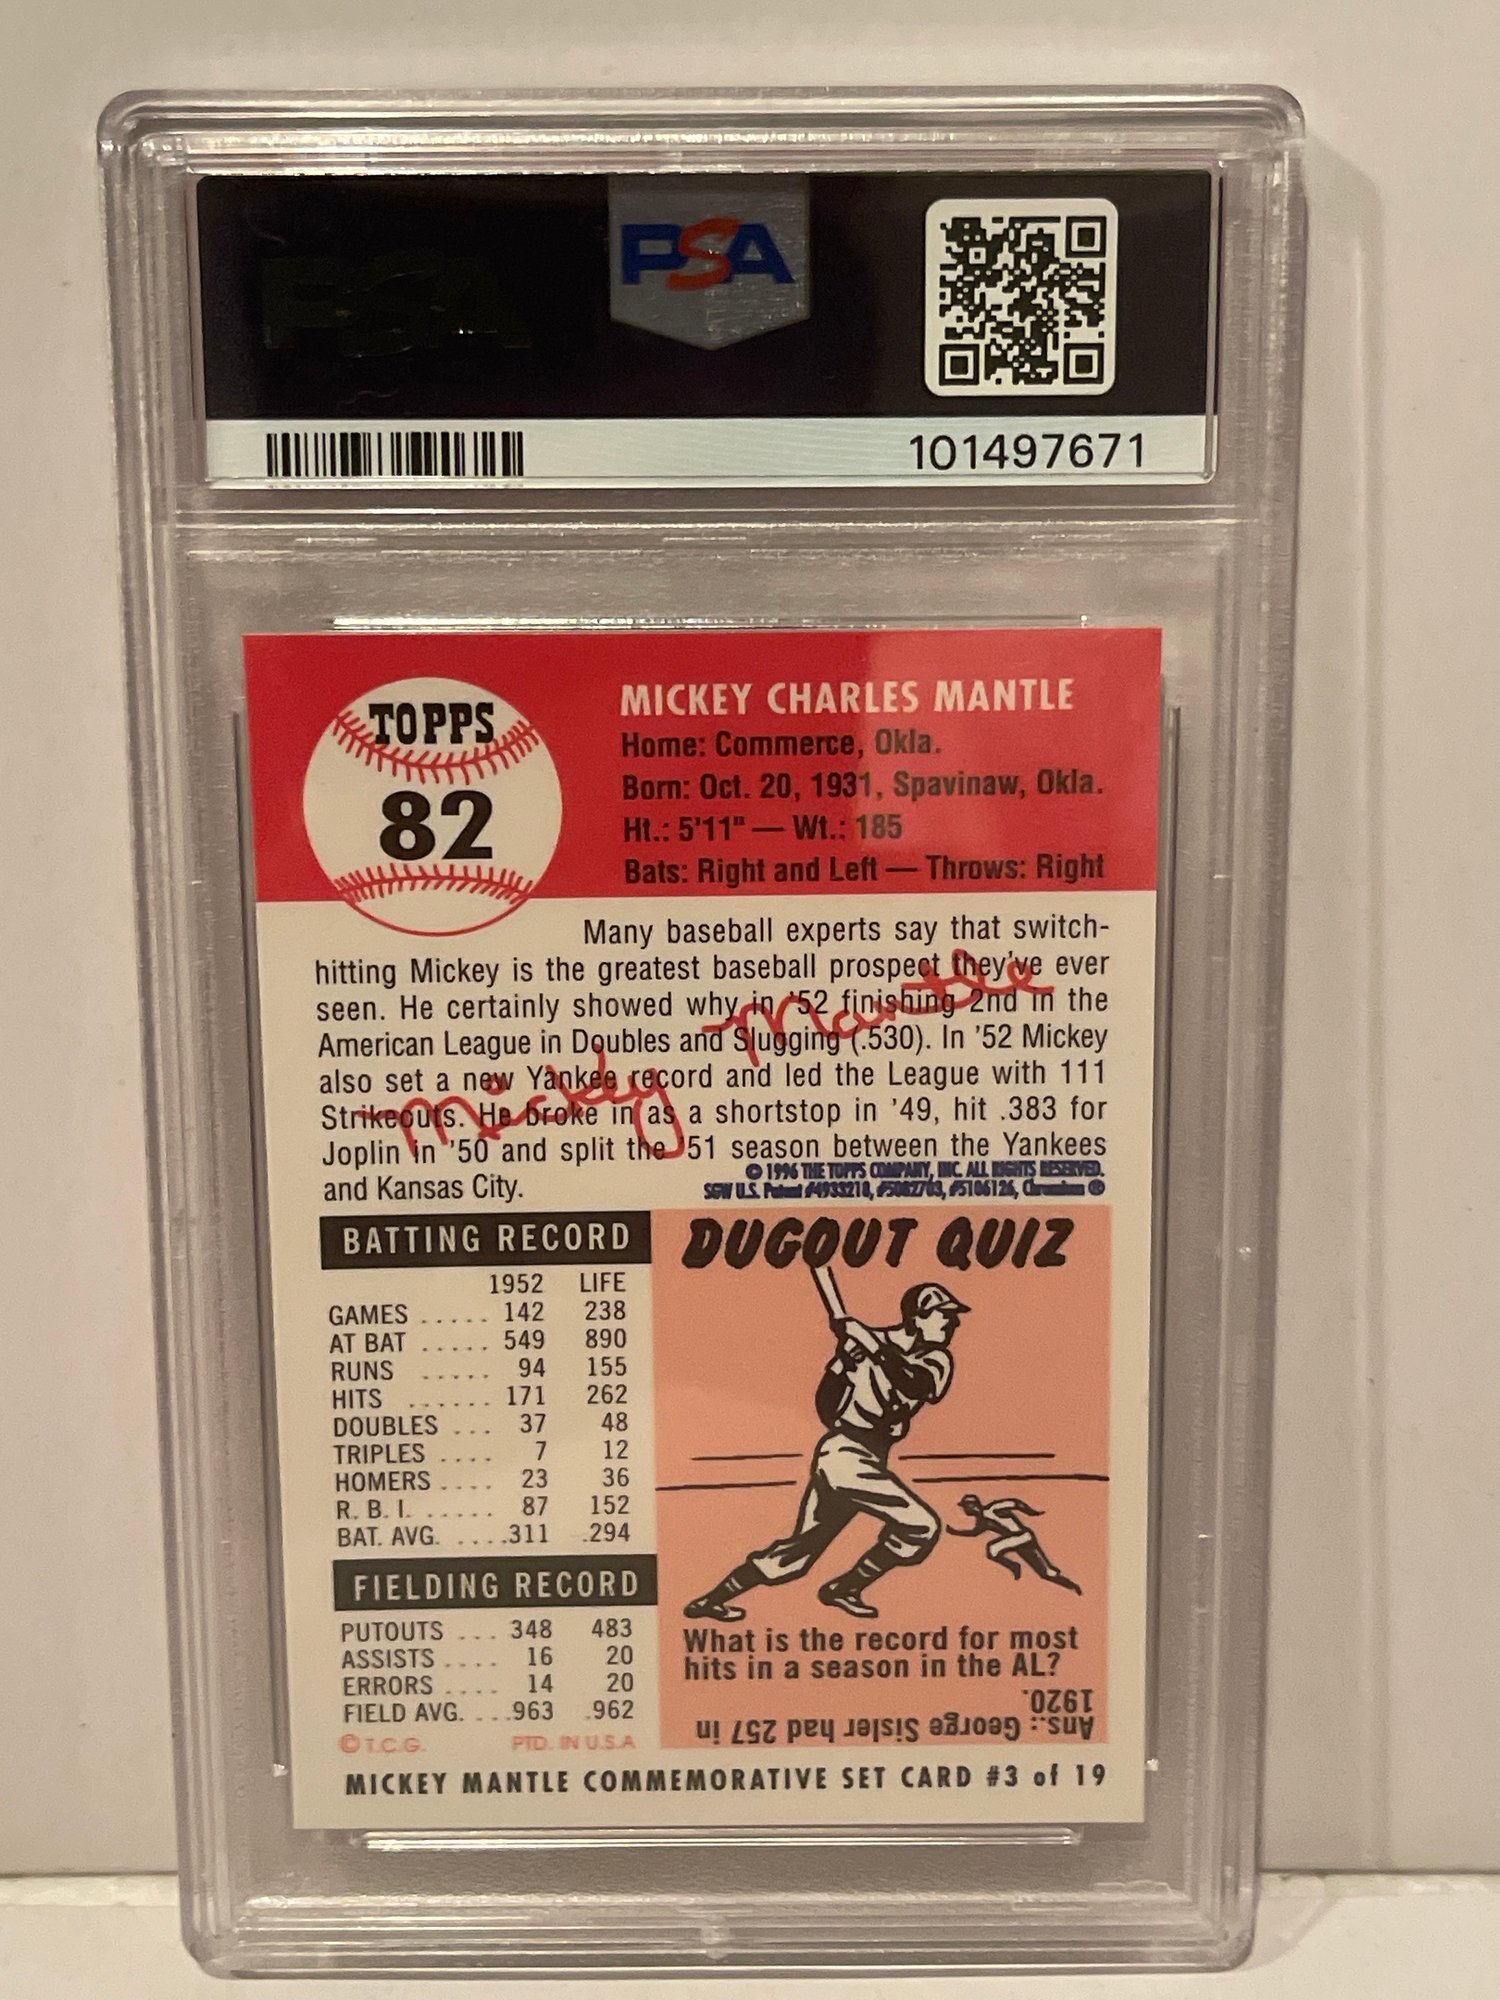 PSA
101497671
TOPPS
82
MICKEY CHARLES MANTLE
Home: Commerce, Okla.
Born: Oct. 20, 1931, Spavinaw, Okla.
Ht.: 5'11" — Wt.: 185
Bats: Right and Left — Throws: Right
Many baseball experts say that switch-
hitting Mickey is the greatest baseball prospect they've ever
seen. He certainly showed why in '52 finishing 2nd in the
American League in Doubles and Slugging (.530). In '52 Mickey
also set a new Yankee record and led the League with 111
Strikeouts. He broke in as a shortstop in '49, hit .383 for
Joplin in '50 and split the '51 season between the Yankees
and Kansas City.
Mickey Mantle
© 1996 THE TOPPS COMPANY, INC. ALL RIGHTS RESERVED.
SGW U.S. Patent #4933218, #5082703, #5106126, Chromium ®
BATTING RECORD
1952 LIFE
GAMES ..... 142 238
AT BAT ..... 549 890
RUNS ..... 94 155
HITS ...... 171 262
DOUBLES ... 37 48
TRIPLES .... 7 12
HOMERS .... 23 36
R. B. I. ...... 87 152
BAT. AVG. ....311 .294
FIELDING RECORD
PUTOUTS ... 348 483
ASSISTS .... 16 20
ERRORS .... 14 20
FIELD AVG. ...963 .962
© T.C.G. PTD. IN U.S.A
DUGOUT QUIZ
What is the record for most
hits in a season in the AL?
Ans.: George Sisler had 257 in
1920.
MICKEY MANTLE COMMEMORATIVE SET CARD #3 of 19